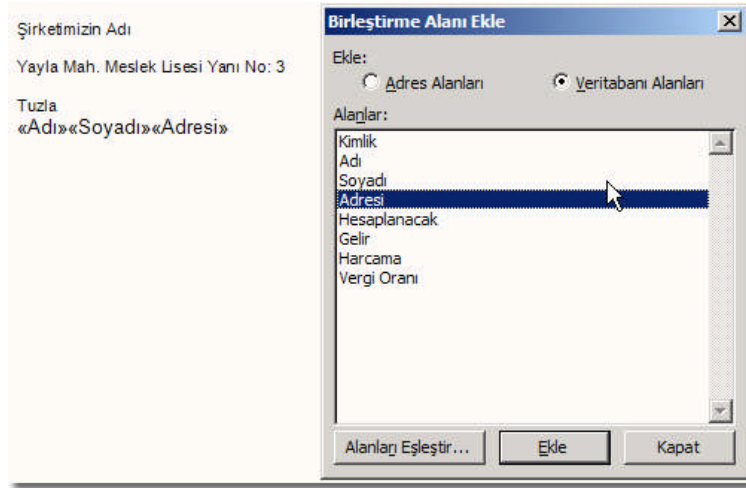 Şirketimizin Adı
Yayla Mah. Meslek Lisesi Yanı No: 3
Tuzla
«Adı»«Soyadı»«Adresi»
Birleştirme Alanı Ekle
Ekle:
Adres Alanları
Veritabanı Alanları
Alanlar:
Kimlik
Adı
Soyadı
Adresi
Hesaplanacak
Gelir
Harcama
Vergi Oranı
Alanları Eşleştir...
Ekle
Kapat